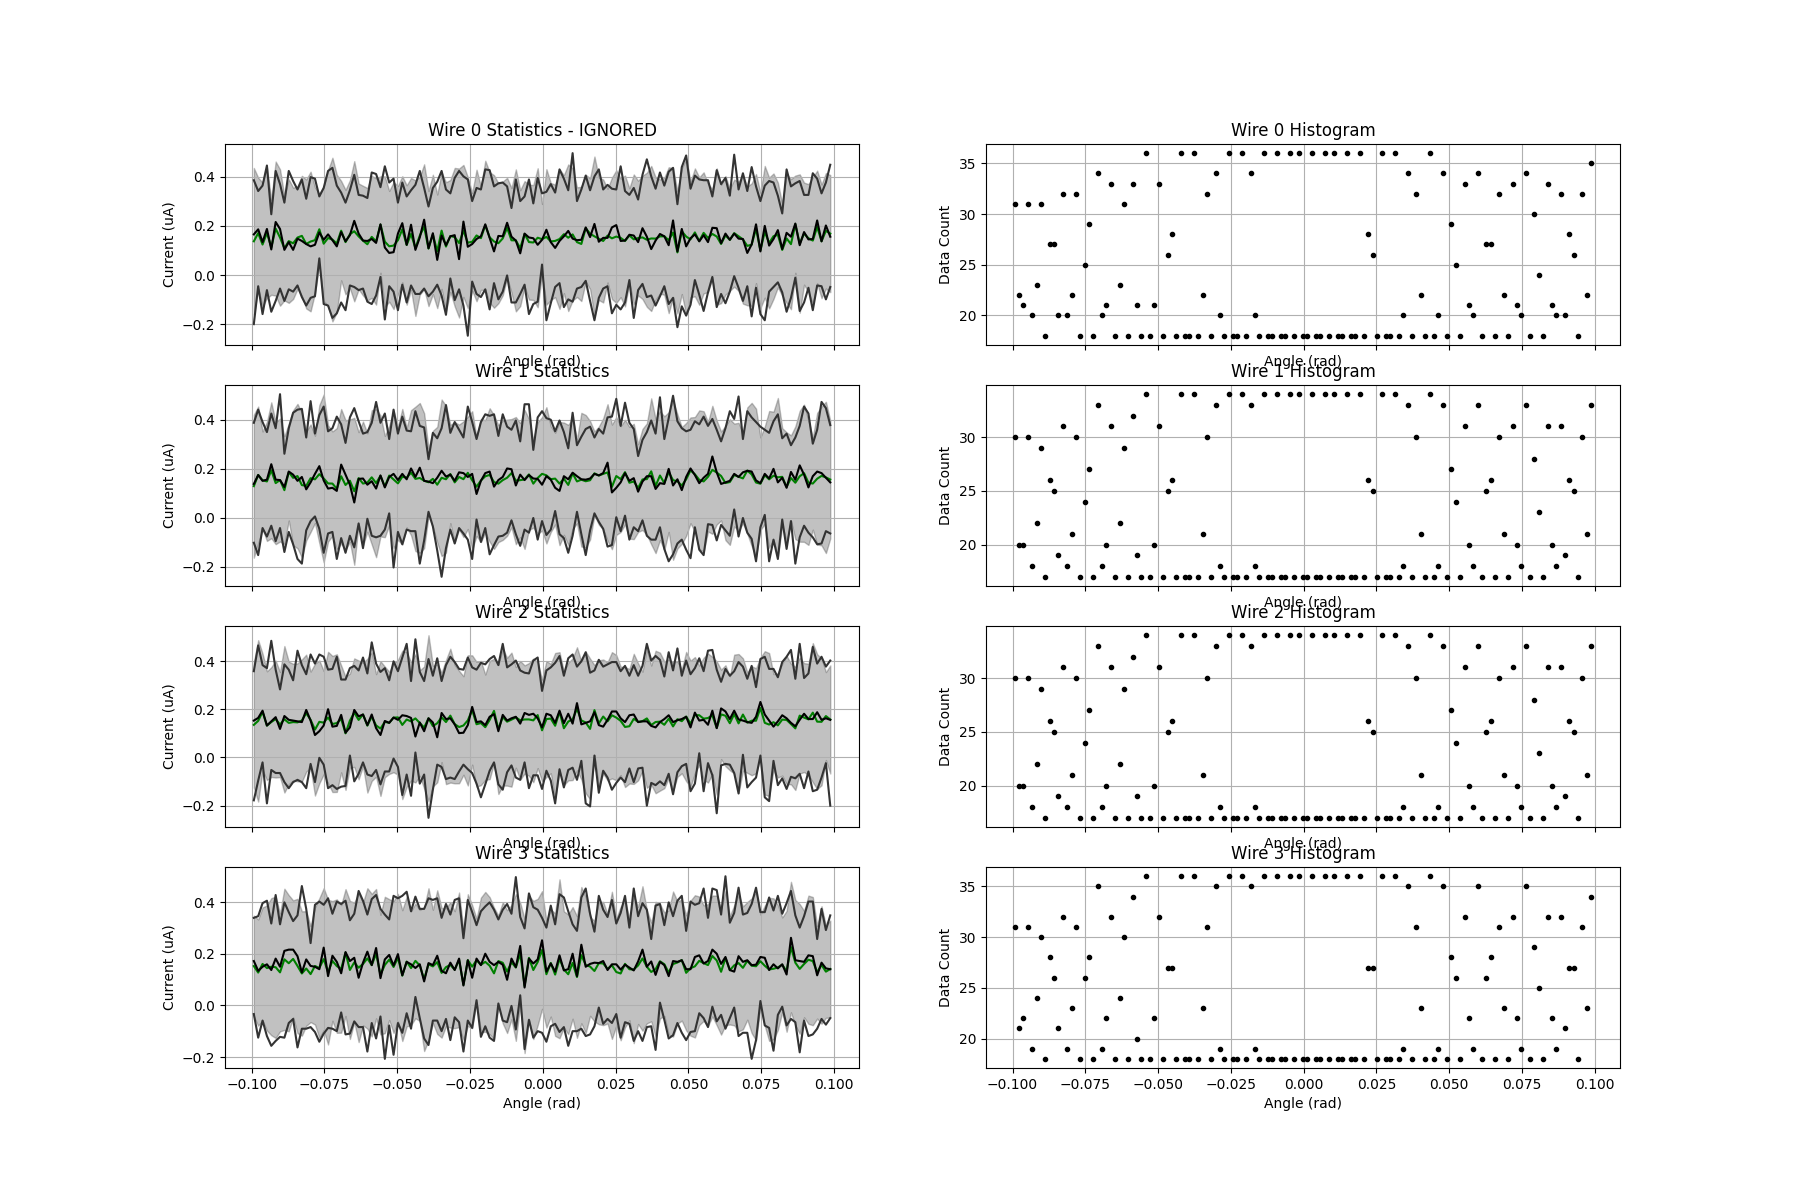 Wire 0 Statistics - IGNORED
Current (uA)
0.4
0.2
0.0
−0.2
Angle (rad)
Wire 0 Histogram
Data Count
35
30
25
20
Angle (rad)
Wire 1 Statistics
Current (uA)
0.4
0.2
0.0
−0.2
Angle (rad)
Wire 1 Histogram
Data Count
30
25
20
Angle (rad)
Wire 2 Statistics
Current (uA)
0.4
0.2
0.0
−0.2
Angle (rad)
Wire 2 Histogram
Data Count
30
25
20
Angle (rad)
Wire 3 Statistics
Current (uA)
0.4
0.2
0.0
−0.2
−0.100 −0.075 −0.050 −0.025 0.000 0.025 0.050 0.075 0.100
Angle (rad)
Wire 3 Histogram
Data Count
35
30
25
20
−0.100 −0.075 −0.050 −0.025 0.000 0.025 0.050 0.075 0.100
Angle (rad)